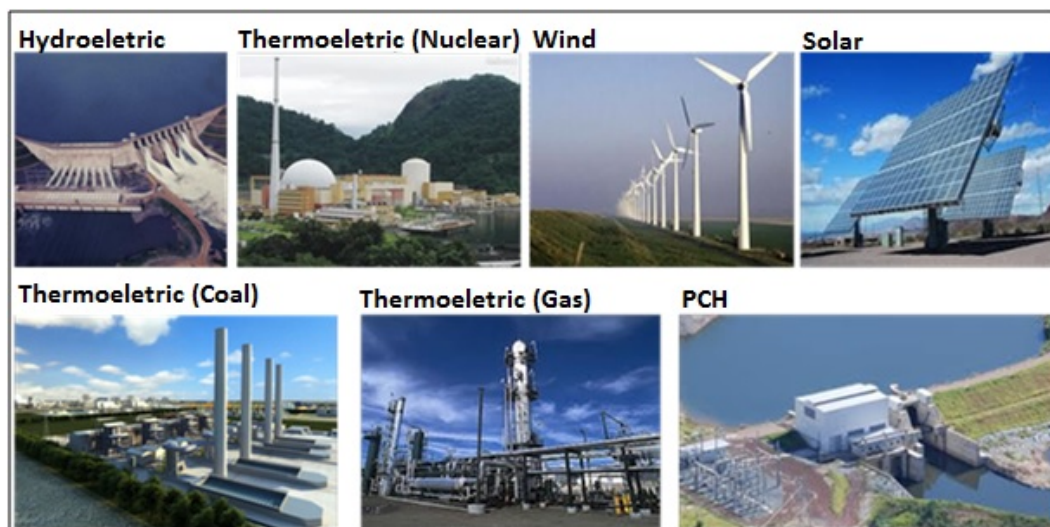 Hydroeletric
Thermoeletric (Nuclear)
Wind
Solar
Thermoeletric (Coal)
Thermoeletric (Gas)
PCH